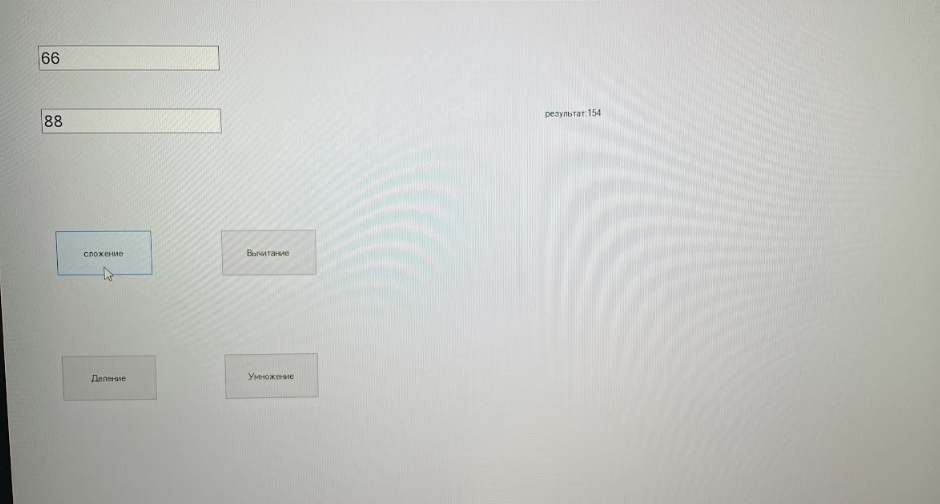 66
88
результат:154
сложение
Вычитание
Деление
Умножение